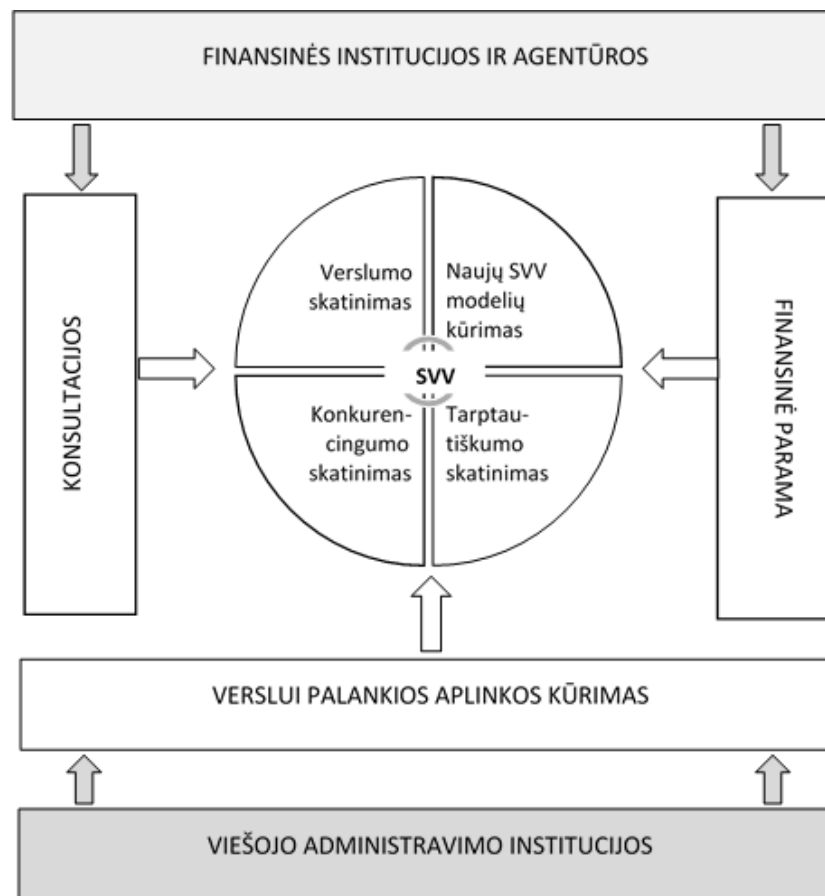 FINANSINĖS INSTITUCIJOS IR AGENTŪROS
KONSULTACIJOS
Verslumo
skatinimas
Naujų SVV
modelių
kūrimas
SVV
Konkuren-
cingumo
skatinimas
Tarptau-
tiškumo
skatinimas
FINANSINĖ PARAMA
VERSLUI PALANKIOS APLINKOS KŪRIMAS
VIEŠOJO ADMINISTRAVIMO INSTITUCIJOS